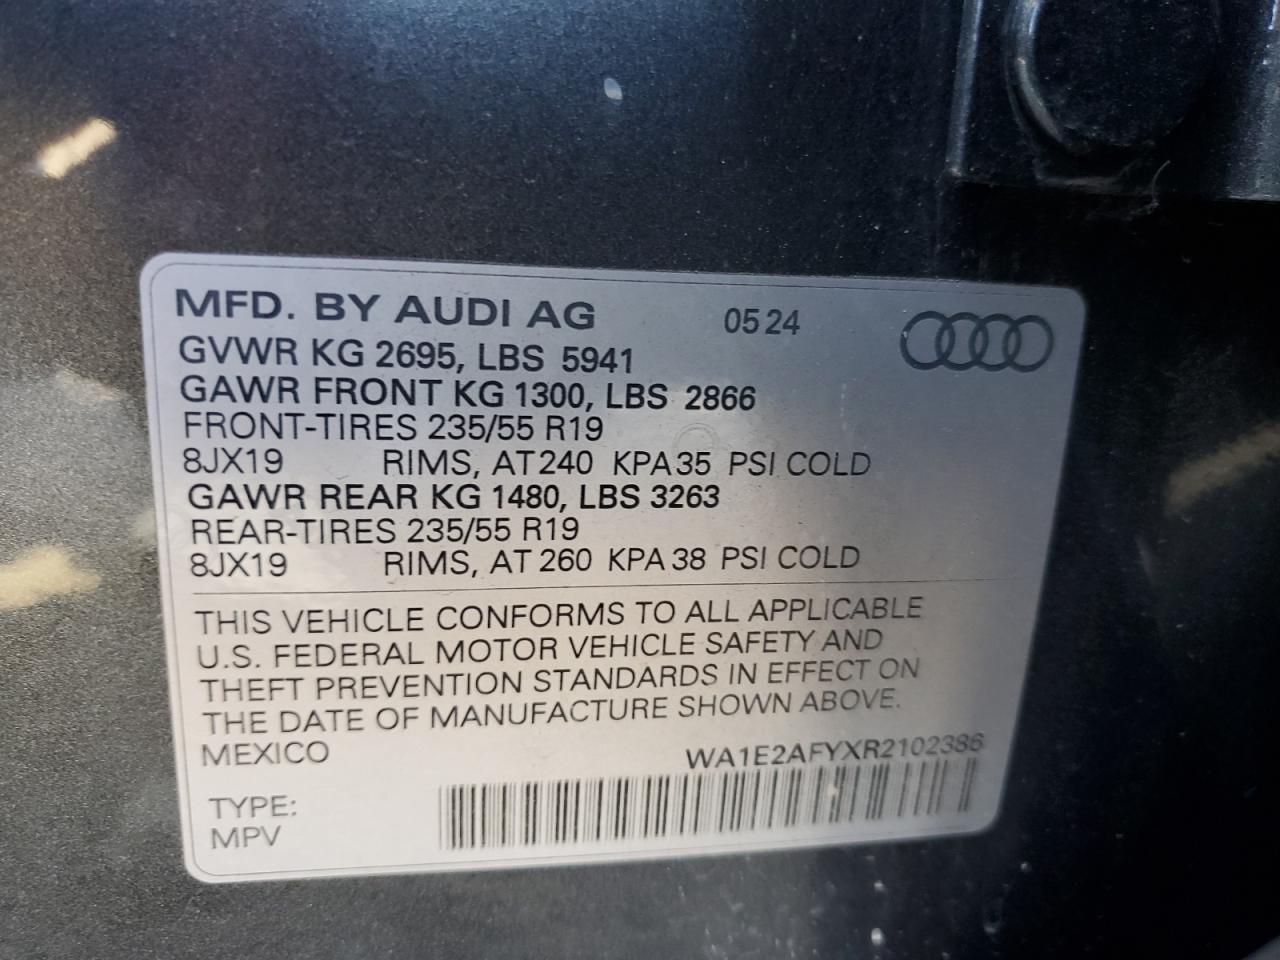 MFD. BY AUDI AG 05 24
GVWR KG 2695, LBS 5941
GAWR FRONT KG 1300, LBS 2866
FRONT-TIRES 235/55 R19
8JX19 RIMS, AT 240 KPA 35 PSI COLD
GAWR REAR KG 1480, LBS 3263
REAR-TIRES 235/55 R19
8JX19 RIMS, AT 260 KPA 38 PSI COLD
THIS VEHICLE CONFORMS TO ALL APPLICABLE
U.S. FEDERAL MOTOR VEHICLE SAFETY AND
THEFT PREVENTION STANDARDS IN EFFECT ON
THE DATE OF MANUFACTURE SHOWN ABOVE.
MEXICO WA1E2AFYXR2102386
TYPE:
MPV